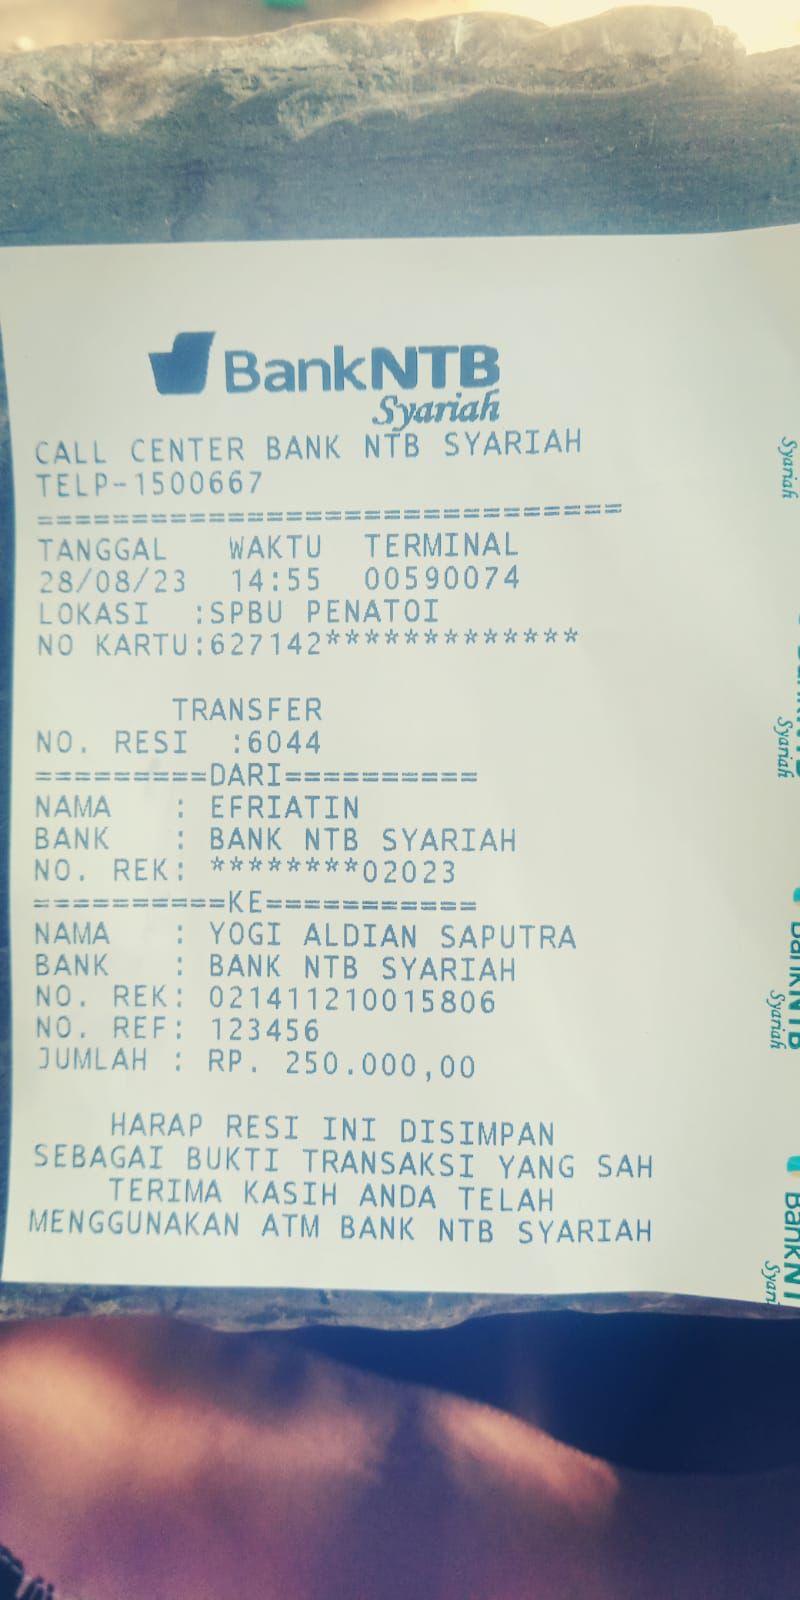 BankNTB
Syariah
CALL CENTER BANK NTB SYARIAH
TELP-1500667
==============================
TANGGAL WAKTU TERMINAL
28/08/23 14:55 00590074
LOKASI :SPBU PENATOI
NO KARTU:627142*************
TRANSFER
NO. RESI :6044
=========DARI==========
NAMA : EFRIATIN
BANK : BANK NTB SYARIAH
NO. REK: ********02023
==========KE===========
NAMA : YOGI ALDIAN SAPUTRA
BANK : BANK NTB SYARIAH
NO. REK: 021411210015806
NO. REF: 123456
JUMLAH : RP. 250.000,00
HARAP RESI INI DISIMPAN
SEBAGAI BUKTI TRANSAKSI YANG SAH
TERIMA KASIH ANDA TELAH
MENGGUNAKAN ATM BANK NTB SYARIAH
Syariah
Syariah
BankNTB
Syariah